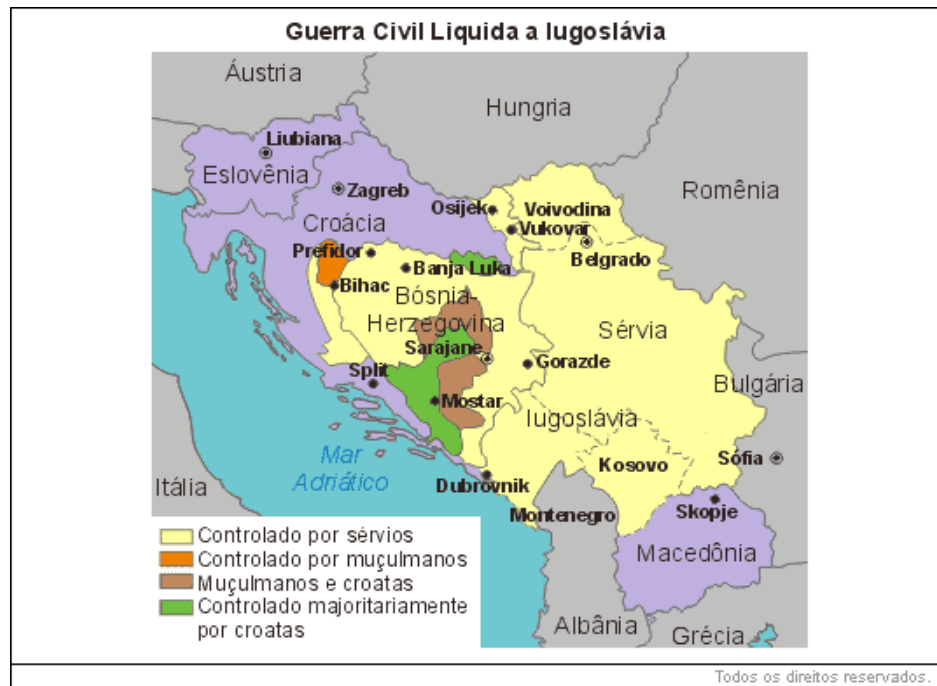 Guerra Civil Liquida a Iugoslávia
Áustria
Hungria
Liubiana
Eslovênia
Romênia
Zagreb
Osijek
Voivodina
Croácia
Vukovar
Prefidor
Belgrado
Banja Luka
Bihac
Bósnia-
Herzegovina
Sérvia
Sarajane
Gorazde
Split
Bulgária
Mostar
Iugoslávia
Mar
Adriático
Kosovo
Sófia
Itália
Dubrovnik
Montenegro
Skopje
Macedônia
Controlado por sérvios
Controlado por muçulmanos
Muçulmanos e croatas
Controlado majoritariamente
por croatas
Albânia
Grécia
Todos os direitos reservados.